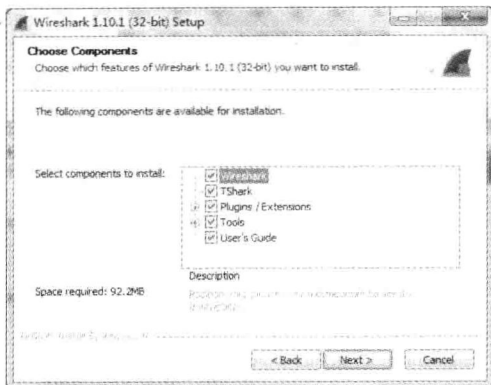 Wireshark 1.10.1 (32-bit) Setup
Choose Components
Choose which features of Wireshark 1.10.1 (32-bit) you want to install.
The following components are available for installation.
Select components to install:
Wireshark
TShark
Plugins / Extensions
Tools
User's Guide
Space required: 92.2MB
Description
< Back
Next >
Cancel